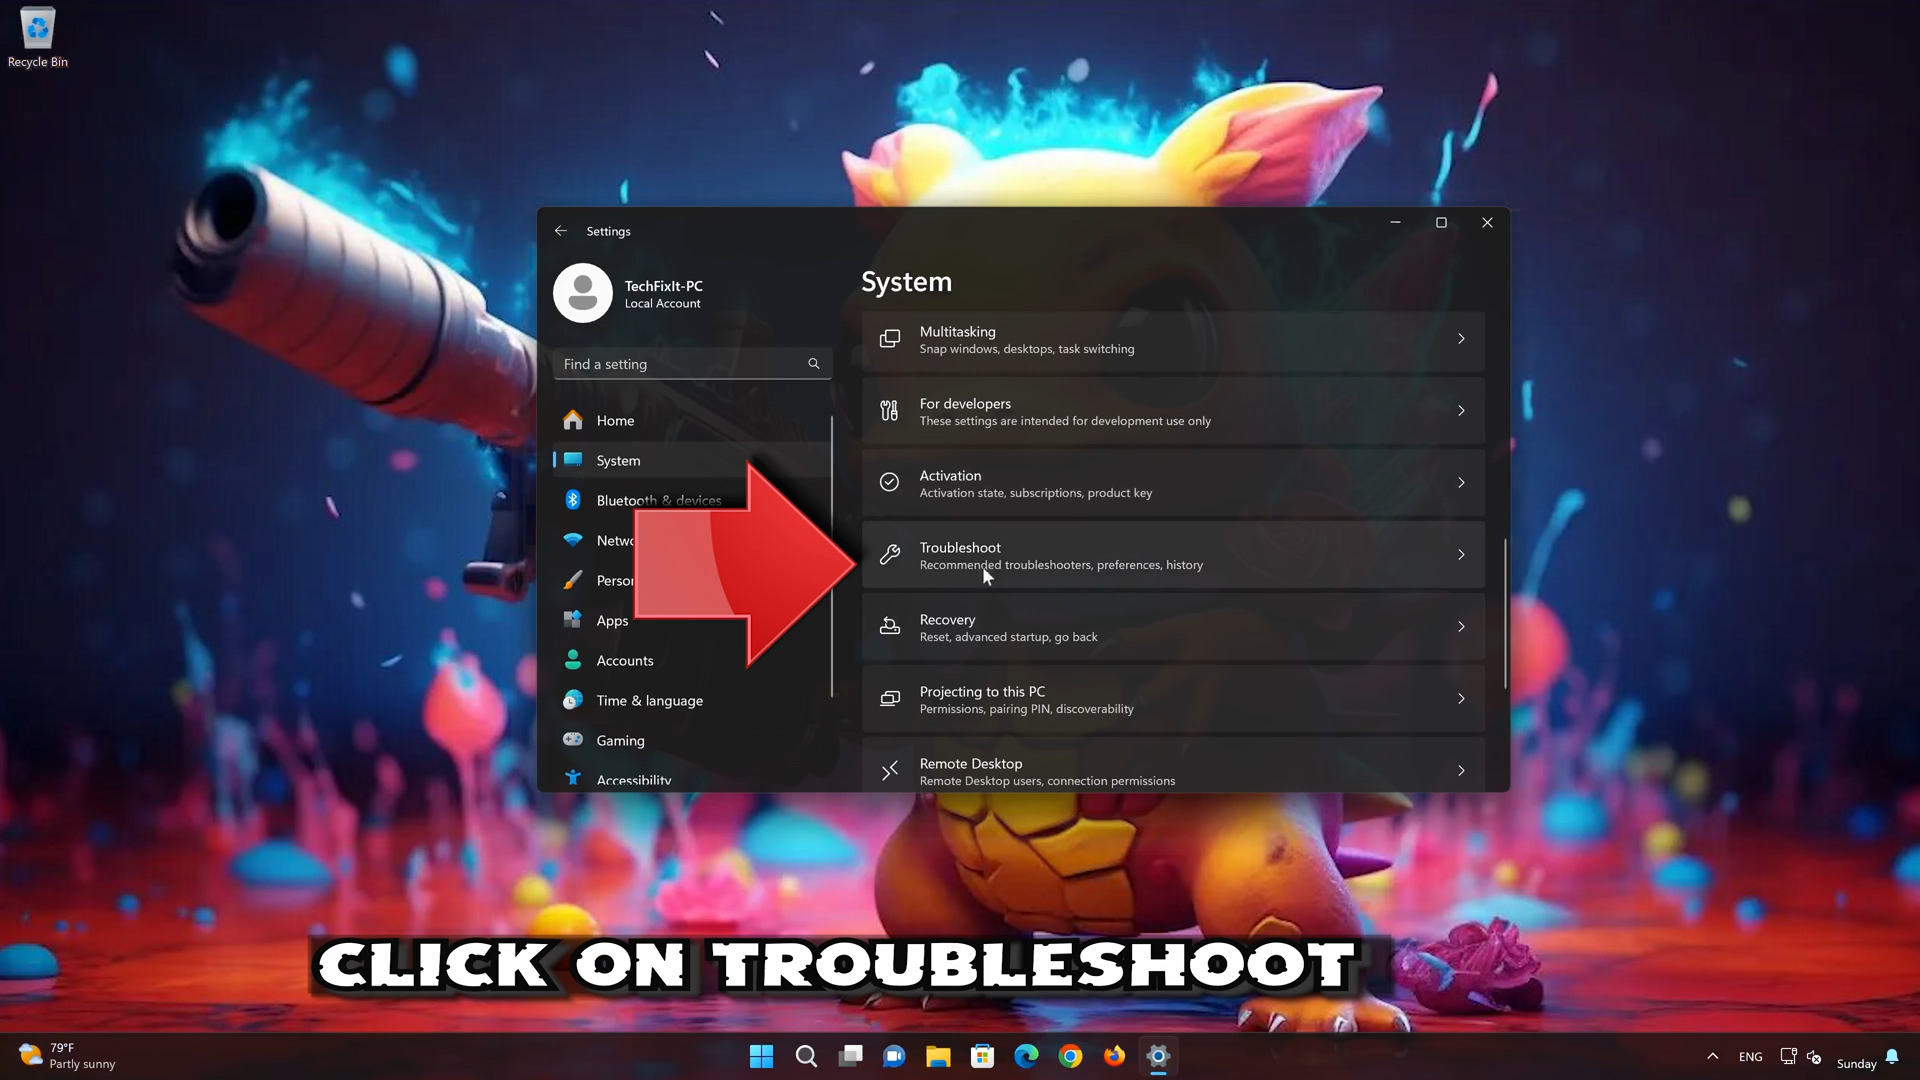 Recycle Bin
Settings
TechFixIt-PC
Local Account
Find a setting
Home
System
Bluetooth & devices
Netwo
Person
Apps
Accounts
Time & language
Gaming
Accessibility
System
Multitasking
Snap windows, desktops, task switching
For developers
These settings are intended for development use only
Activation
Activation state, subscriptions, product key
Troubleshoot
Recommended troubleshooters, preferences, history
Recovery
Reset, advanced startup, go back
Projecting to this PC
Permissions, pairing PIN, discoverability
Remote Desktop
Remote Desktop users, connection permissions
CLICK ON TROUBLESHOOT
79°F
Partly sunny
ENG
Sunday